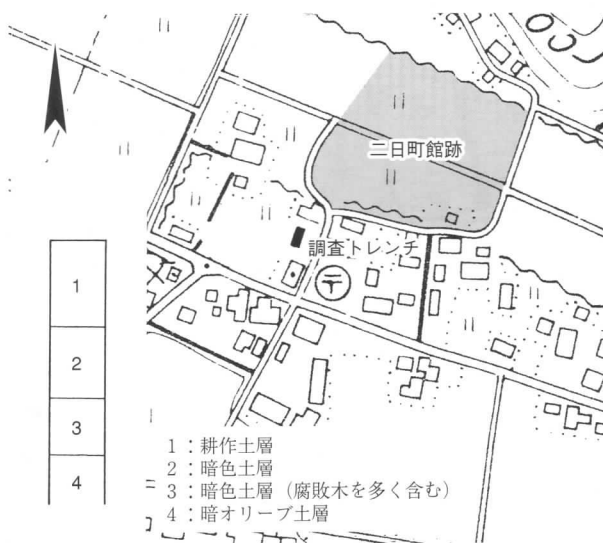 二日町館跡
調査トレンチ
1
2
3
4
1：耕作土層
2：暗色土層
3：暗色土層（腐敗木を多く含む）
4：暗オリーブ土層